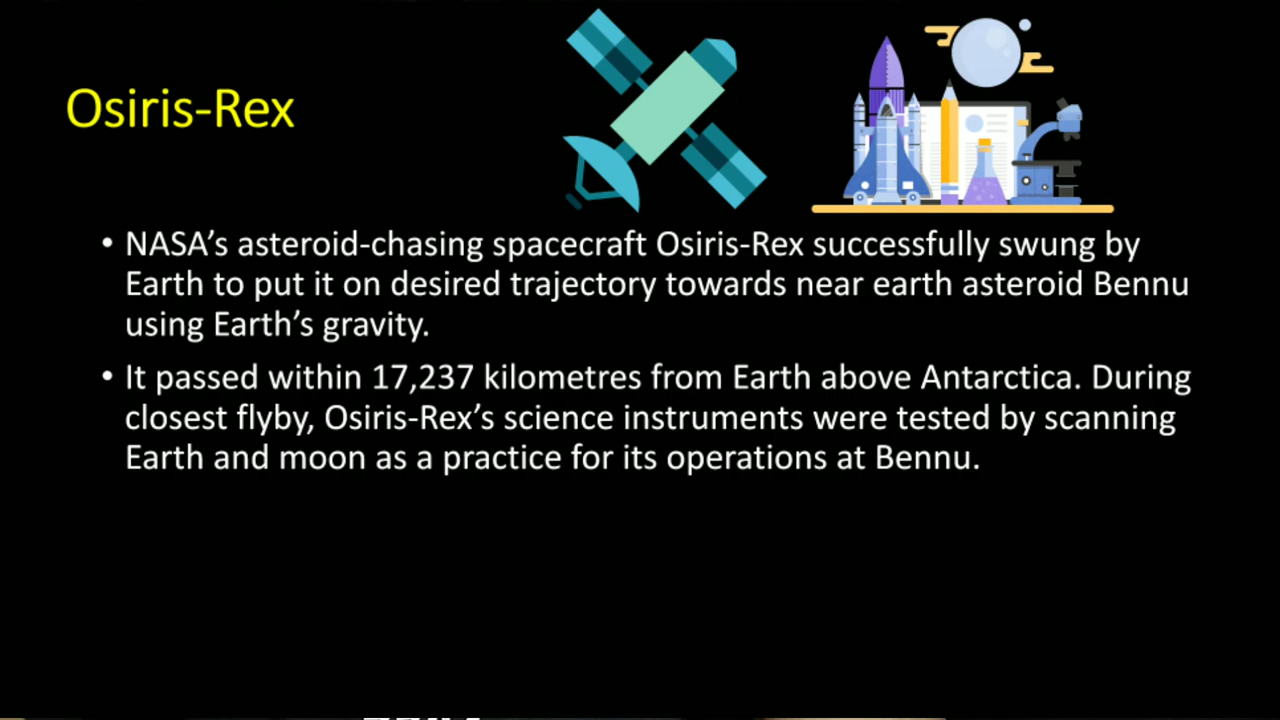 Osiris-Rex
• NASA’s asteroid-chasing spacecraft Osiris-Rex successfully swung by
Earth to put it on desired trajectory towards near earth asteroid Bennu
using Earth’s gravity.
• It passed within 17,237 kilometres from Earth above Antarctica. During
closest flyby, Osiris-Rex’s science instruments were tested by scanning
Earth and moon as a practice for its operations at Bennu.